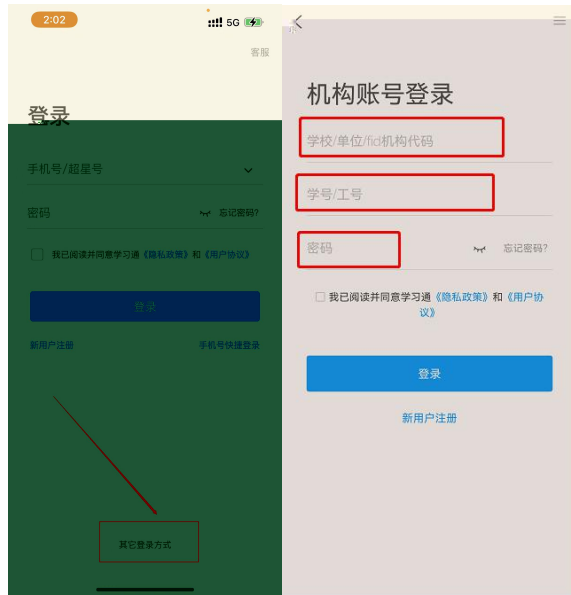 2:02
5G
客服
登录
手机号/超星号
密码
忘记密码?
我已阅读并同意学习通《隐私政策》和《用户协议》
登录
新用户注册
手机号快捷登录
其它登录方式
机构账号登录
学校/单位/fid机构代码
学号/工号
密码
忘记密码?
我已阅读并同意学习通《隐私政策》和《用户协
议》
登录
新用户注册